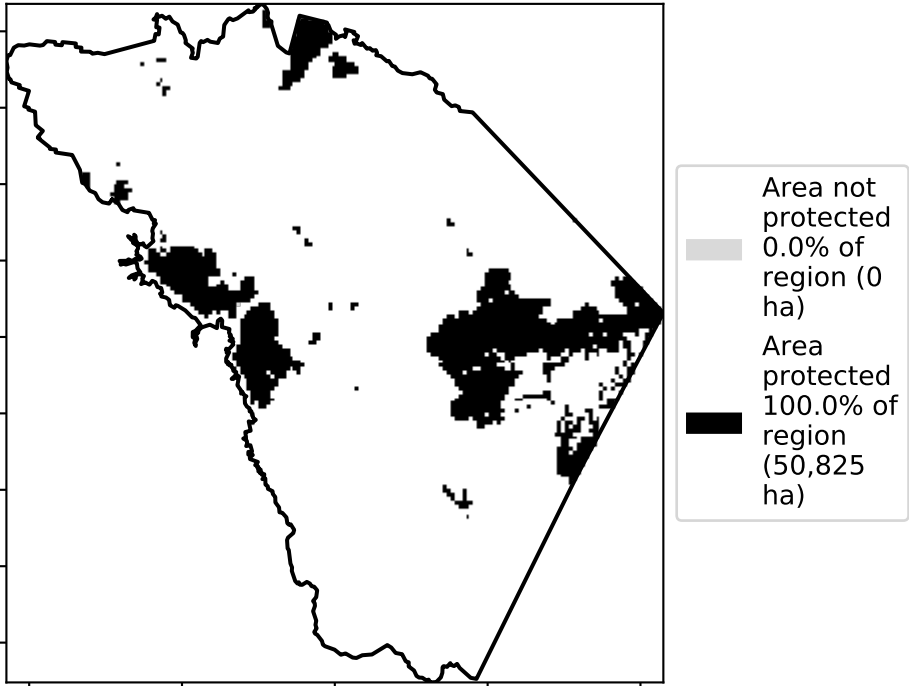 Area not
protected
0.0% of
region (0
ha)
Area
protected
100.0% of
region
(50,825
ha)